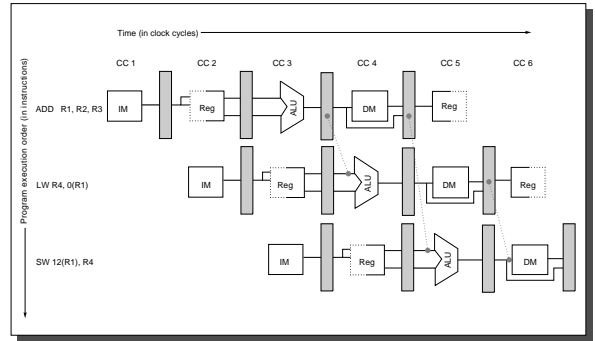 Time (in clock cycles)
CC 1 CC 2 CC 3 CC 4 CC 5 CC 6
Program execution order (in instructions)
ADD R1, R2, R3
IM Reg ALU DM Reg
LW R4, 0(R1)
IM Reg ALU DM Reg
SW 12(R1), R4
IM Reg ALU DM